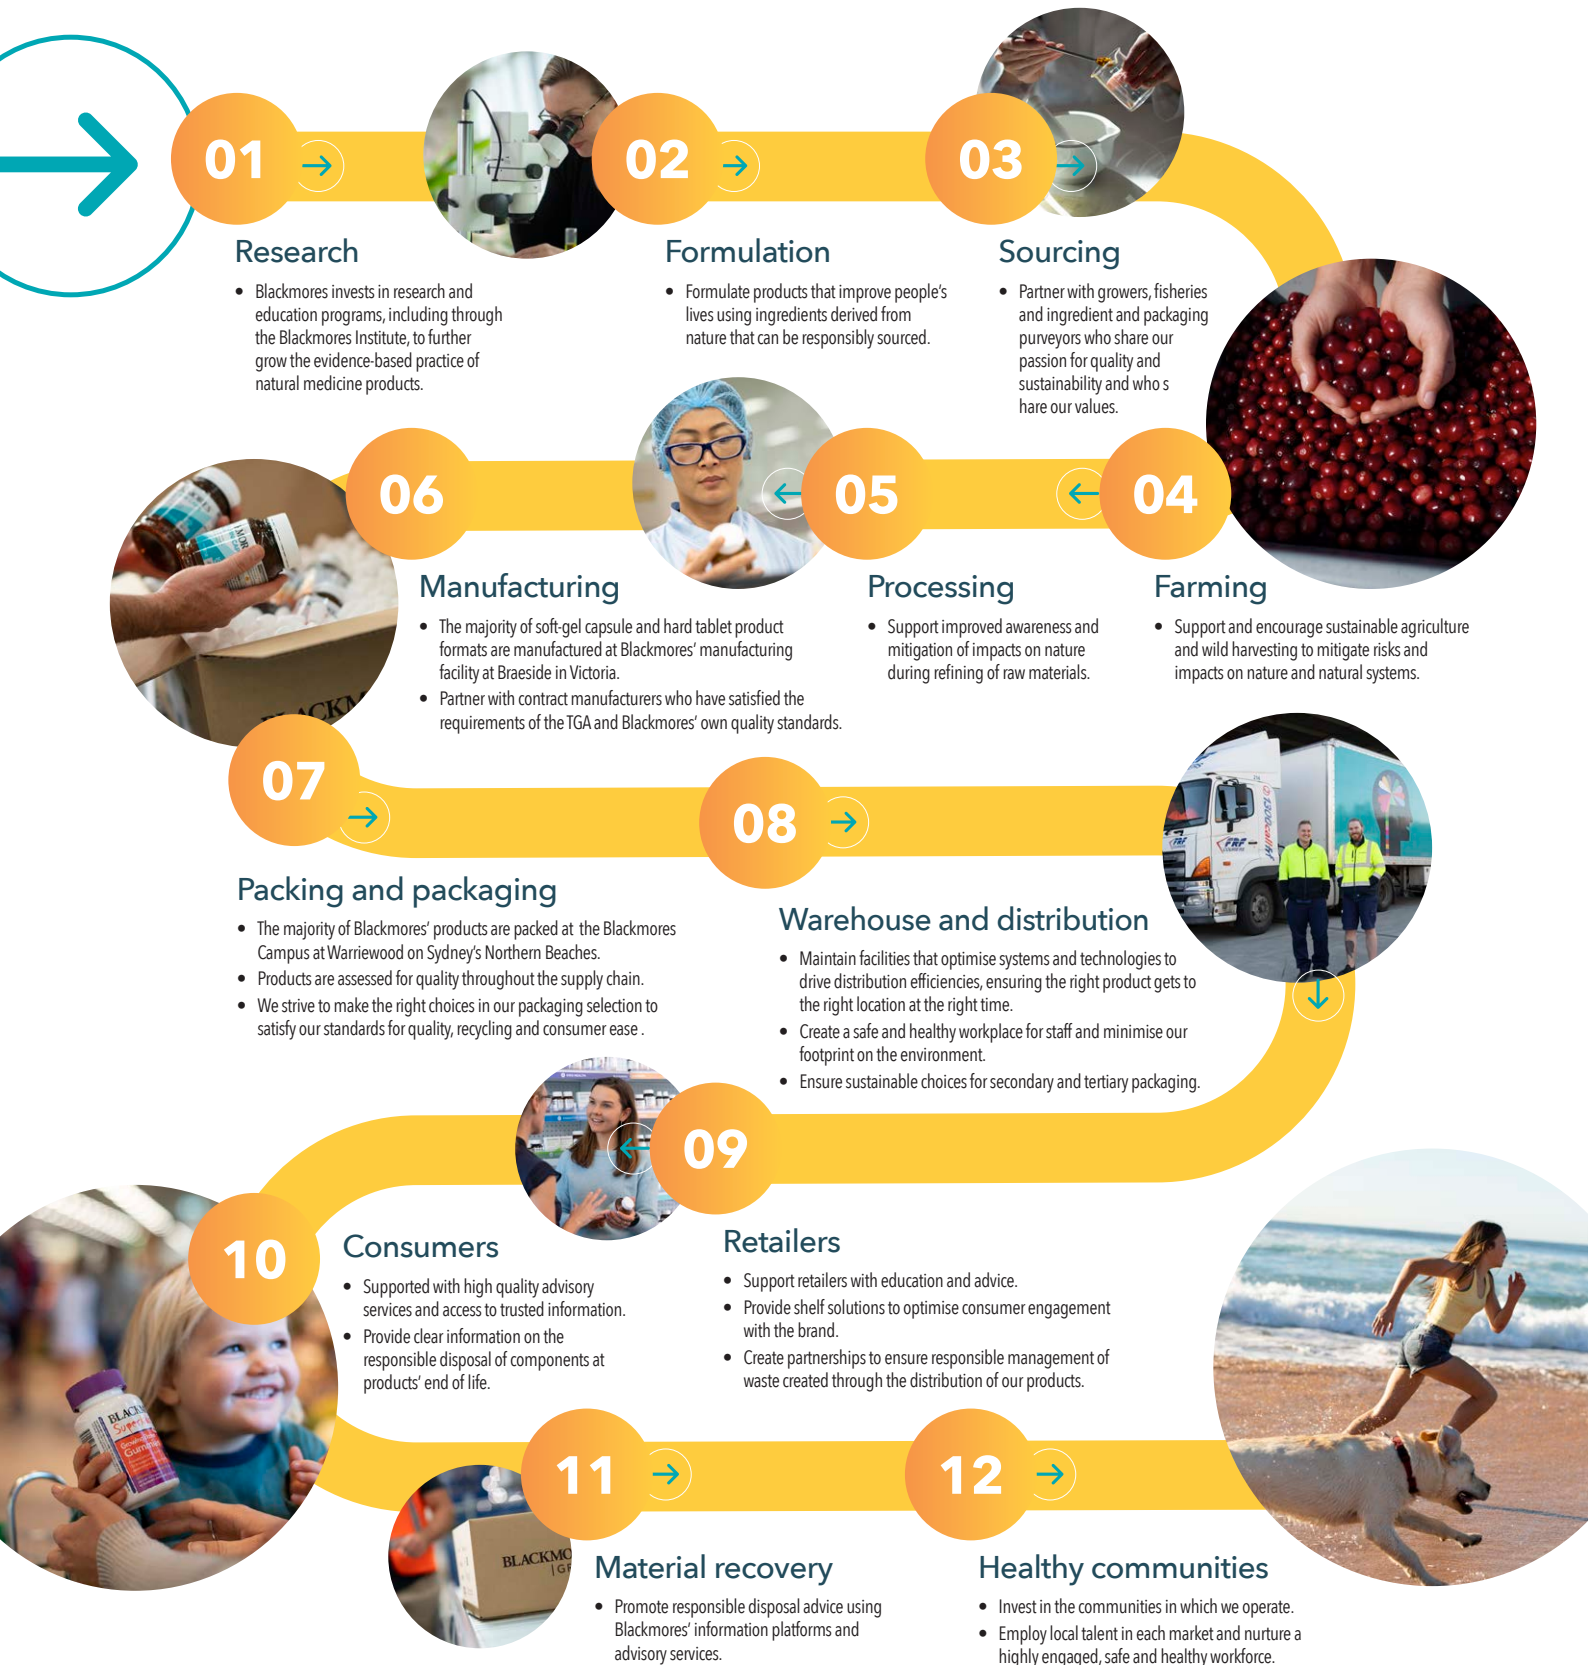 01
02
03
Research
• Blackmores invests in research and
education programs, including through
the Blackmores Institute, to further
grow the evidence-based practice of
natural medicine products.
Formulation
• Formulate products that improve people's
lives using ingredients derived from
nature that can be responsibly sourced.
Sourcing
• Partner with growers, fisheries
and ingredient and packaging
purveyors who share our
passion for quality and
sustainability and who s
hare our values.
04
Farming
• Support and encourage sustainable agriculture
and wild harvesting to mitigate risks and
impacts on nature and natural systems.
05
Processing
• Support improved awareness and
mitigation of impacts on nature
during refining of raw materials.
06
Manufacturing
• The majority of soft-gel capsule and hard tablet product
formats are manufactured at Blackmores' manufacturing
facility at Braeside in Victoria.
• Partner with contract manufacturers who have satisfied the
requirements of the TGA and Blackmores' own quality standards.
BLACKM
07
Packing and packaging
• The majority of Blackmores' products are packed at the Blackmores
Campus at Warriewood on Sydney's Northern Beaches.
• Products are assessed for quality throughout the supply chain.
• We strive to make the right choices in our packaging selection to
satisfy our standards for quality, recycling and consumer ease .
08
Warehouse and distribution
• Maintain facilities that optimise systems and technologies to
drive distribution efficiencies, ensuring the right product gets to
the right location at the right time.
• Create a safe and healthy workplace for staff and minimise our
footprint on the environment.
• Ensure sustainable choices for secondary and tertiary packaging.
FRF
09
Retailers
• Support retailers with education and advice.
• Provide shelf solutions to optimise consumer engagement
with the brand.
• Create partnerships to ensure responsible management of
waste created through the distribution of our products.
10
Consumers
• Supported with high quality advisory
services and access to trusted information.
• Provide clear information on the
responsible disposal of components at
products' end of life.
BLACK
11
Material recovery
• Promote responsible disposal advice using
Blackmores' information platforms and
advisory services.
BLACKMO
12
Healthy communities
• Invest in the communities in which we operate.
• Employ local talent in each market and nurture a
highly engaged, safe and healthy workforce.